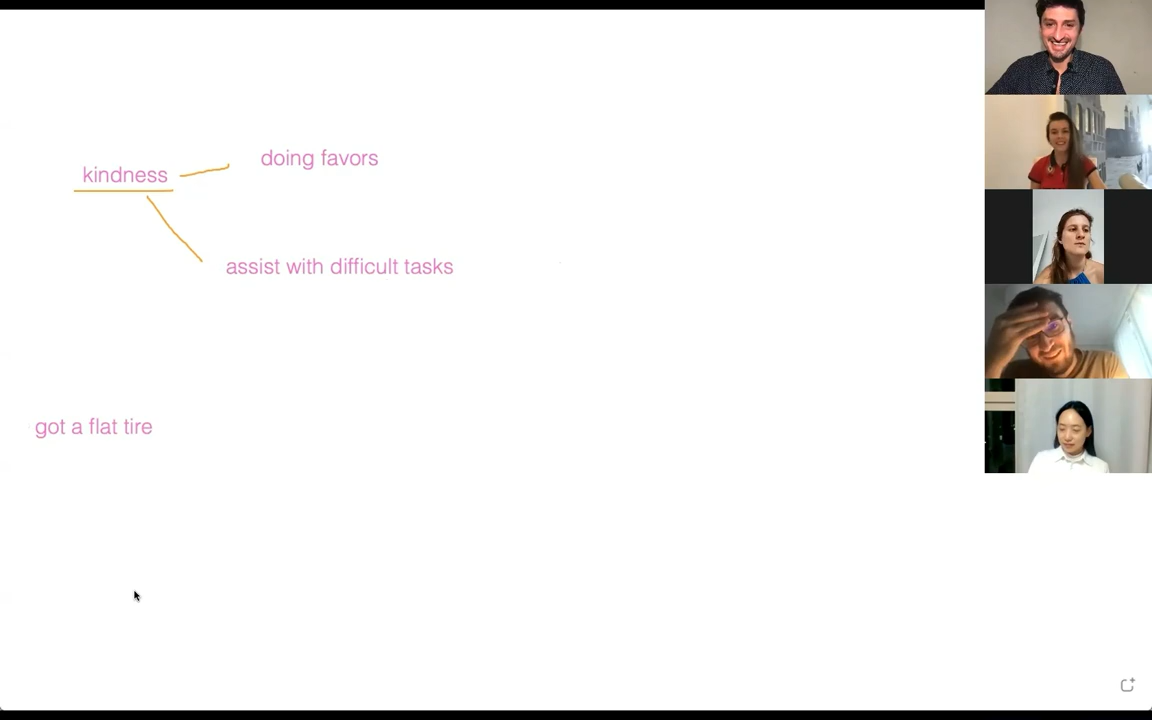 doing favors
kindness
assist with difficult tasks
got a flat tire